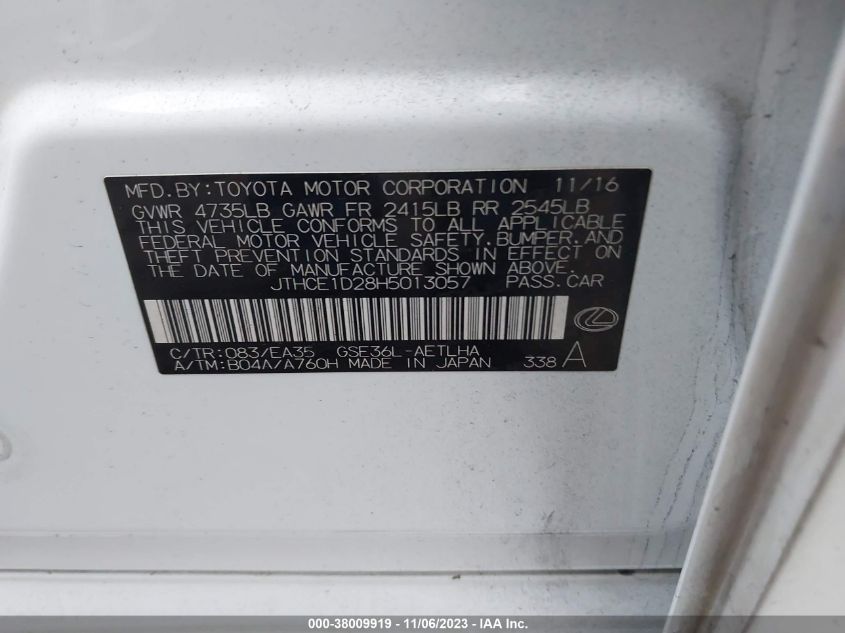 MFD.BY:TOYOTA MOTOR CORPORATION 11/16
GVWR 4735LB GAWR FR 2415LB RR 2545LB
THIS VEHICLE CONFORMS TO ALL APPLICABLE
FEDERAL MOTOR VEHICLE SAFETY,BUMPER,AND
THEFT PREVENTION STANDARDS IN EFFECT ON
THE DATE OF MANUFACTURE SHOWN ABOVE.
JTHCE1D28H5013057 PASS.CAR
C/TR:083/EA35 GSE36L-AETLHA
A/TM:B04A/A760H MADE IN JAPAN 338 A
000-38009919 - 11/06/2023 - IAA Inc.